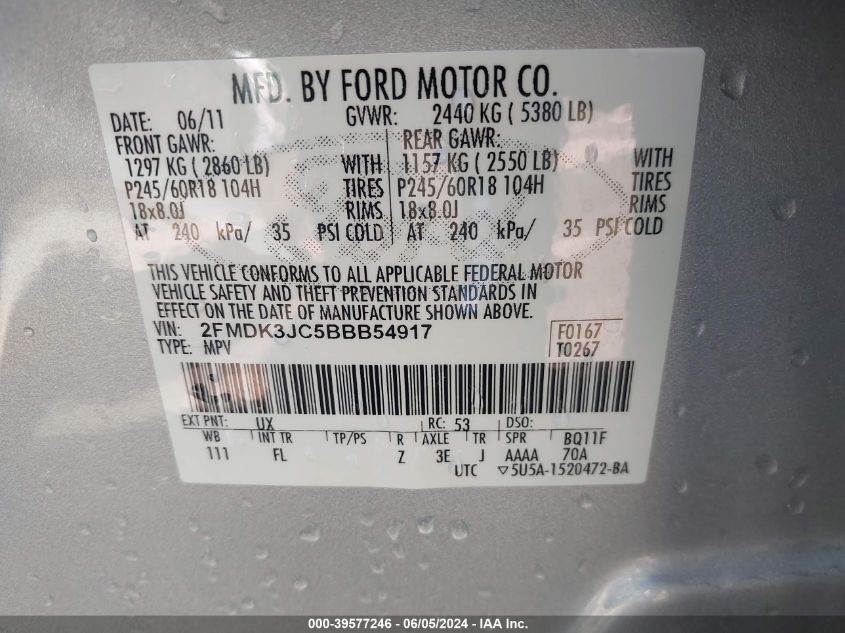 MFD. BY FORD MOTOR CO.
DATE: 06/11 GVWR: 2440 KG ( 5380 LB)
FRONT GAWR: REAR GAWR:
1297 KG ( 2860 LB) WITH 1157 KG ( 2550 LB) WITH
P245/60R18 104H TIRES P245/60R18 104H TIRES
18x8.0J RIMS 18x8.0J RIMS
AT 240 kPa/ 35 PSI COLD AT 240 kPa/ 35 PSI COLD
THIS VEHICLE CONFORMS TO ALL APPLICABLE FEDERAL MOTOR
VEHICLE SAFETY AND THEFT PREVENTION STANDARDS IN
EFFECT ON THE DATE OF MANUFACTURE SHOWN ABOVE.
VIN: 2FMDK3JC5BBB54917 F0167
TYPE: MPV T0267
EXT PNT: UX RC: 53 DSO:
WB INT TR TP/PS R AXLE TR SPR BQ11F
111 FL Z 3E J AAAA 70A
UTC ▽5U5A-1520472-BA
000-39577246 - 06/05/2024 - IAA Inc.